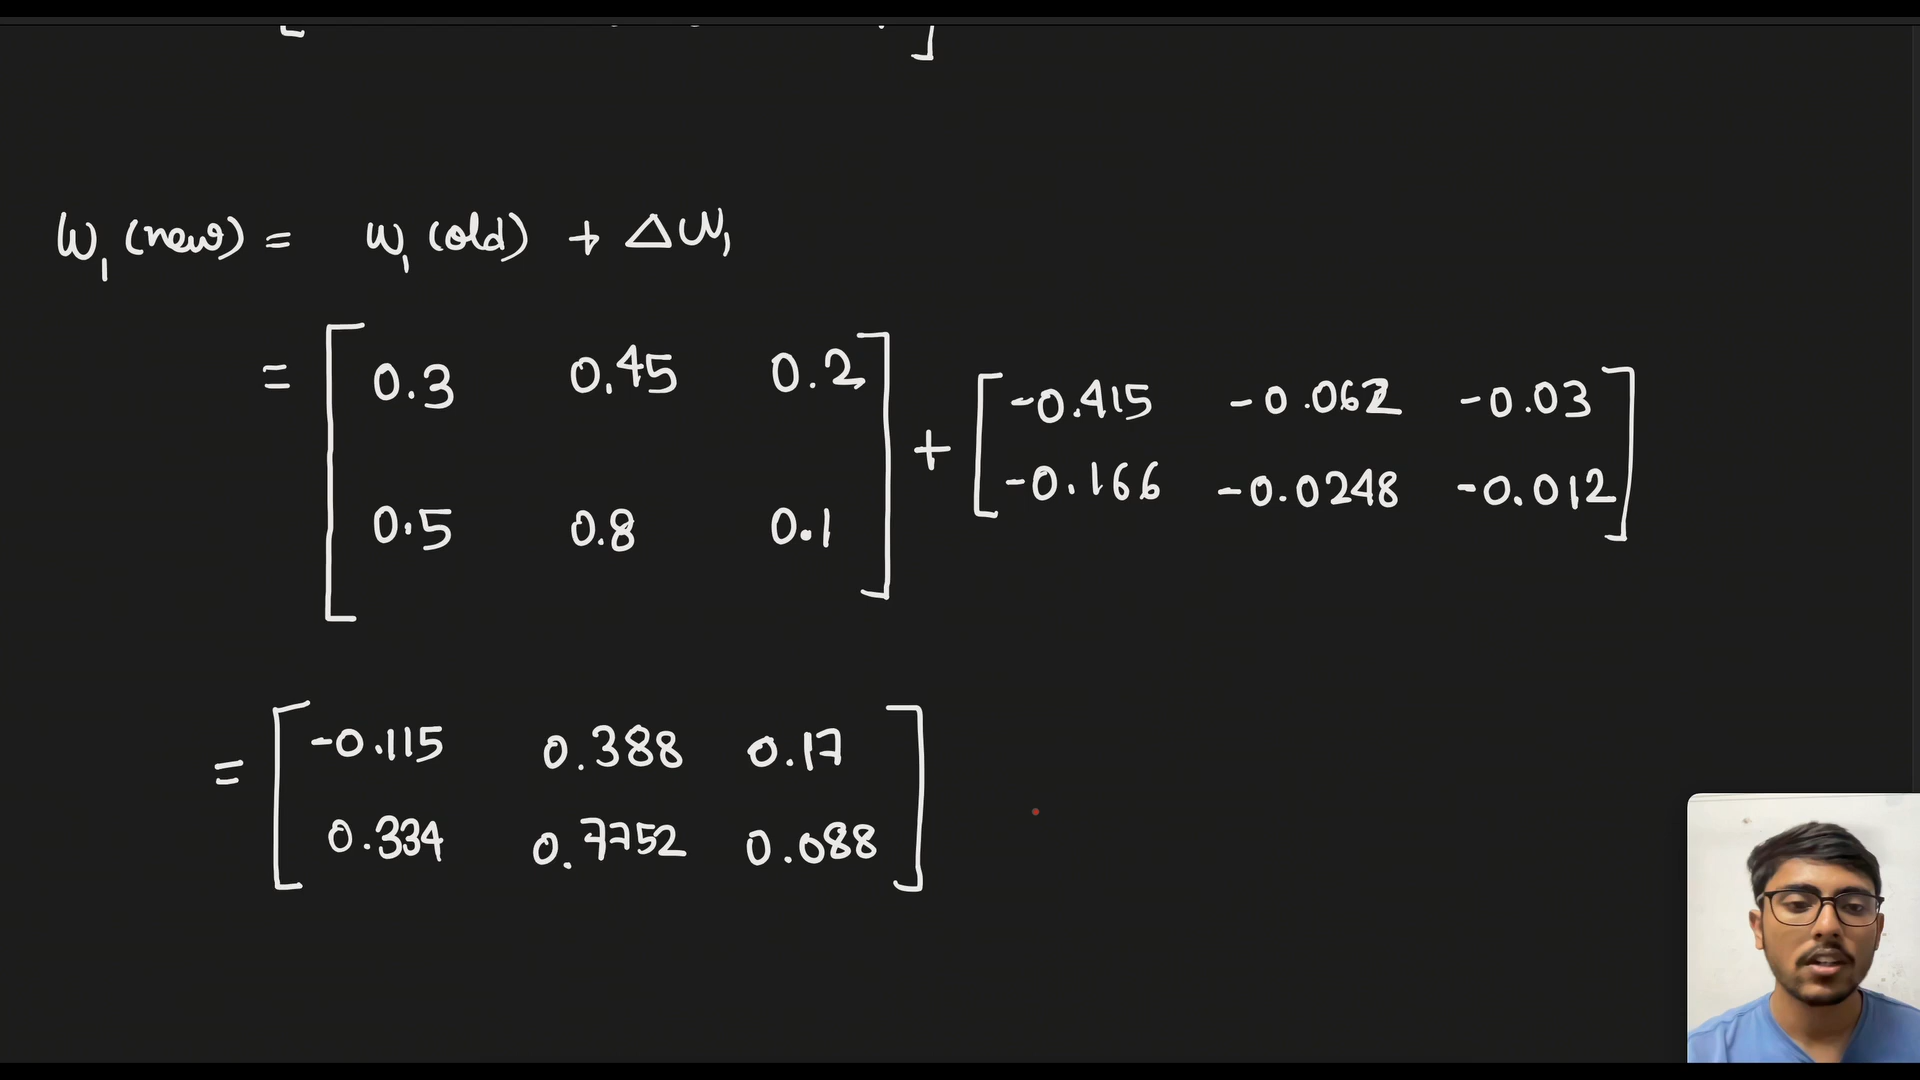 W₁ (new) = W₁ (old) + ΔW₁
= [ 0.3 0.45 0.2 ] + [ -0.415 -0.062 -0.03 ]
[ 0.5 0.8 0.1 ] [ -0.166 -0.0248 -0.012 ]
= [ -0.115 0.388 0.17 ]
[ 0.334 0.7752 0.088 ]